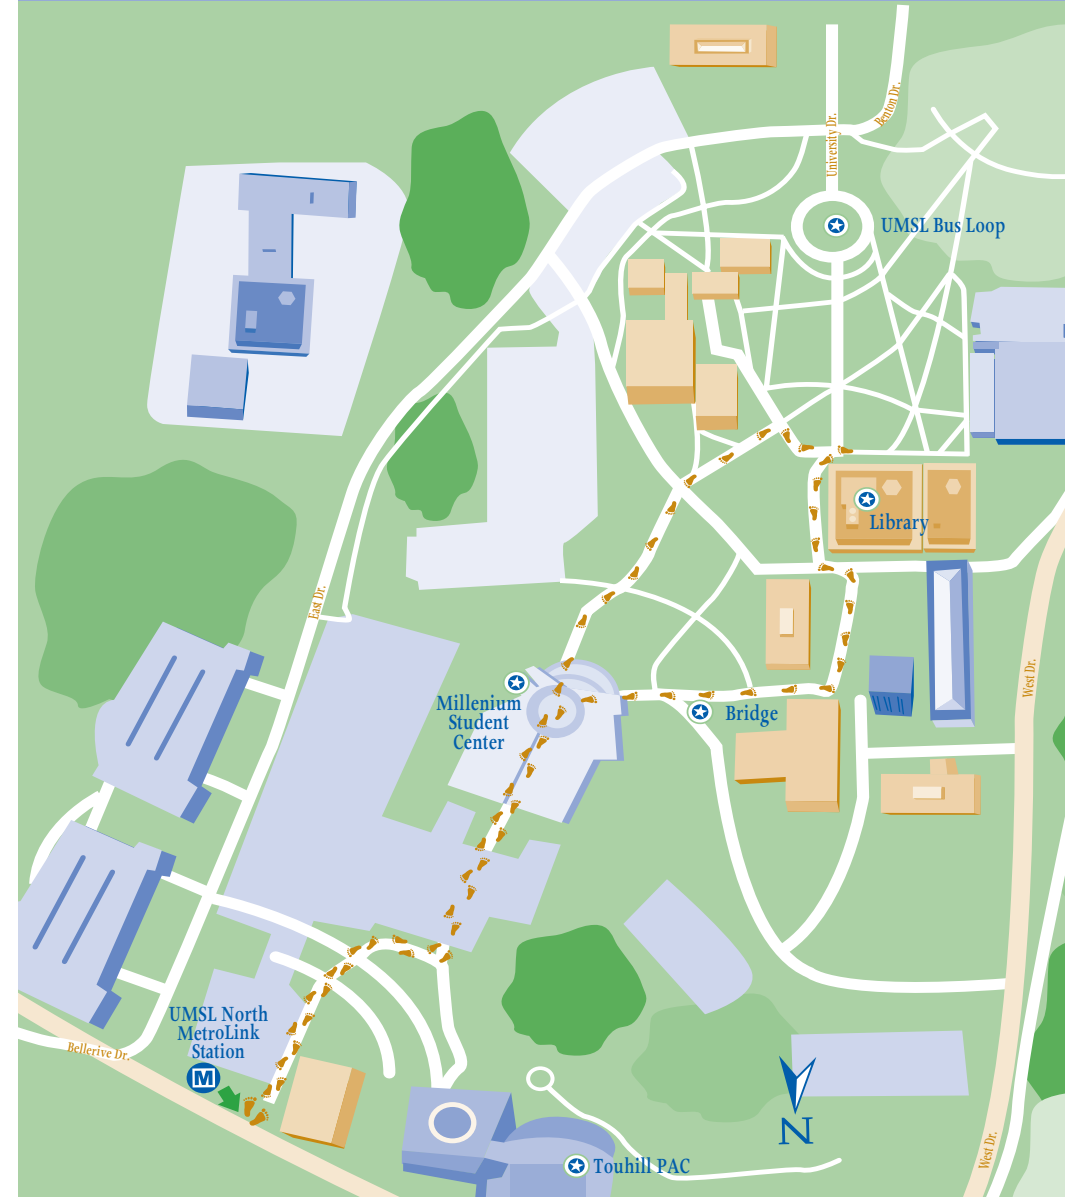 Benton Dr.
University Dr.
UMSL Bus Loop
Library
East Dr.
West Dr.
Millenium
Student
Center
Bridge
UMSL North
MetroLink
Station
M
Bellerive Dr.
N
West Dr.
Touhill PAC